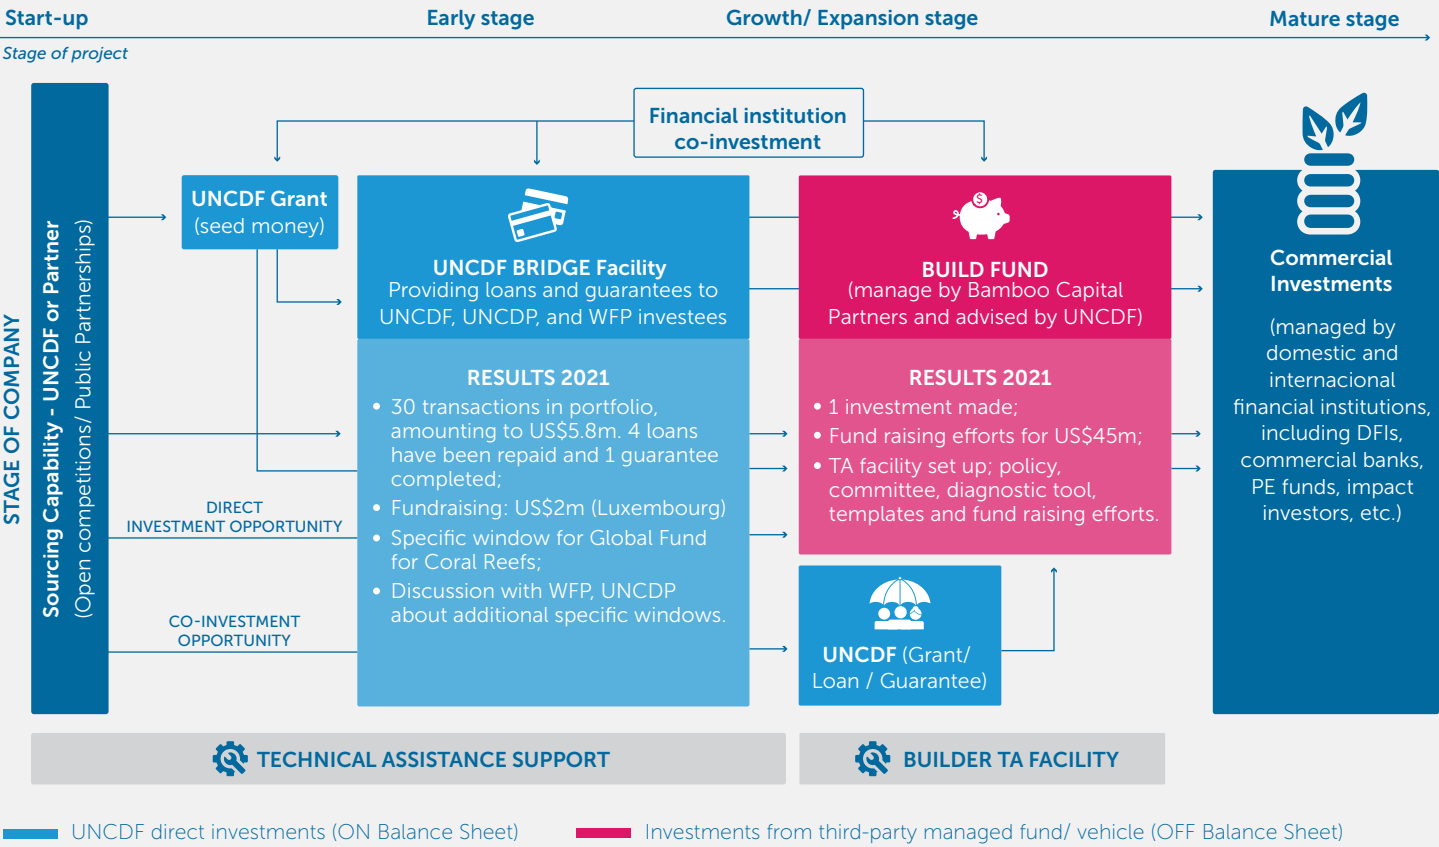 Start-up
Early stage
Growth/ Expansion stage
Mature stage
Stage of project
STAGE OF COMPANY
Sourcing Capability - UNCDF or Partner
(Open competitions/ Public Partnerships)
Financial institution
co-investment
UNCDF Grant
(seed money)
DIRECT
INVESTMENT OPPORTUNITY
CO-INVESTMENT
OPPORTUNITY
UNCDF BRIDGE Facility
Providing loans and guarantees to
UNCDF, UNCDP, and WFP investees
RESULTS 2021
• 30 transactions in portfolio,
amounting to US$5.8m. 4 loans
have been repaid and 1 guarantee
completed;
• Fundraising: US$2m (Luxembourg)
• Specific window for Global Fund
for Coral Reefs;
• Discussion with WFP, UNCDP
about additional specific windows.
$
BUILD FUND
(manage by Bamboo Capital
Partners and advised by UNCDF)
RESULTS 2021
• 1 investment made;
• Fund raising efforts for US$45m;
• TA facility set up; policy,
committee, diagnostic tool,
templates and fund raising efforts.
UNCDF (Grant/
Loan / Guarantee)
Commercial
Investments
(managed by
domestic and
internacional
financial institutions,
including DFIs,
commercial banks,
PE funds, impact
investors, etc.)
TECHNICAL ASSISTANCE SUPPORT
BUILDER TA FACILITY
UNCDF direct investments (ON Balance Sheet)
Investments from third-party managed fund/ vehicle (OFF Balance Sheet)